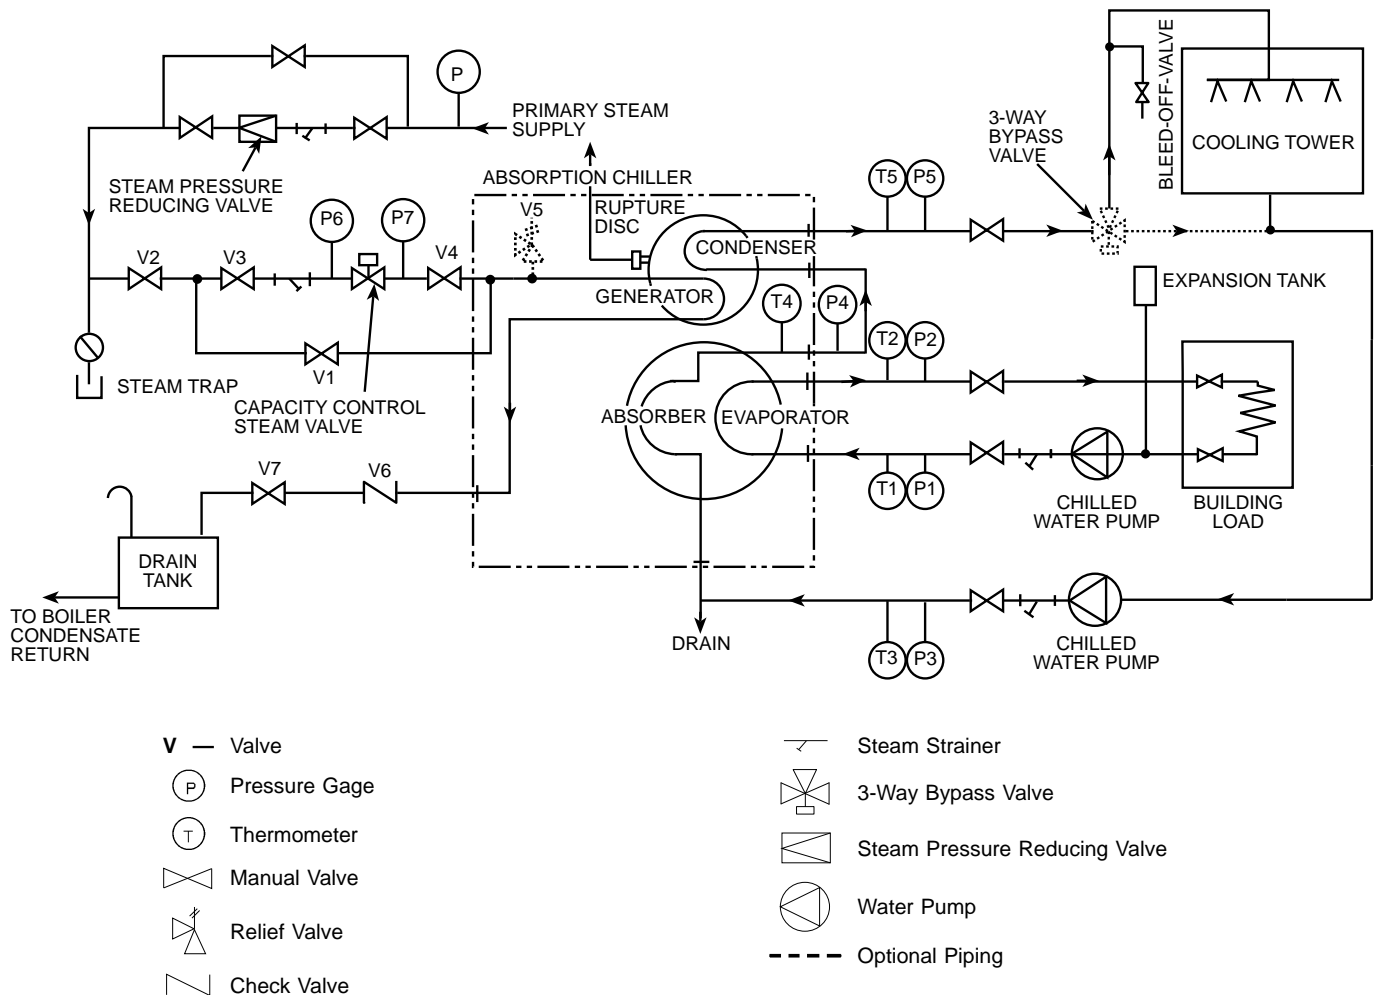 P
PRIMARY STEAM
SUPPLY
STEAM PRESSURE
REDUCING VALVE
ABSORPTION CHILLER
RUPTURE
DISC
V5
P6
P7
V2
V3
V4
V1
STEAM TRAP
CAPACITY CONTROL
STEAM VALVE
CONDENSER
GENERATOR
T4
P4
T5
P5
3-WAY
BYPASS
VALVE
BLEED-OFF-VALVE
COOLING TOWER
EXPANSION TANK
T2
P2
ABSORBER
EVAPORATOR
T1
P1
CHILLED
WATER PUMP
BUILDING
LOAD
V7
V6
DRAIN
TANK
TO BOILER
CONDENSATE
RETURN
DRAIN
T3
P3
CHILLED
WATER PUMP
V — Valve
P Pressure Gage
T Thermometer
Manual Valve
Relief Valve
Check Valve
Steam Strainer
3-Way Bypass Valve
Steam Pressure Reducing Valve
Water Pump
Optional Piping